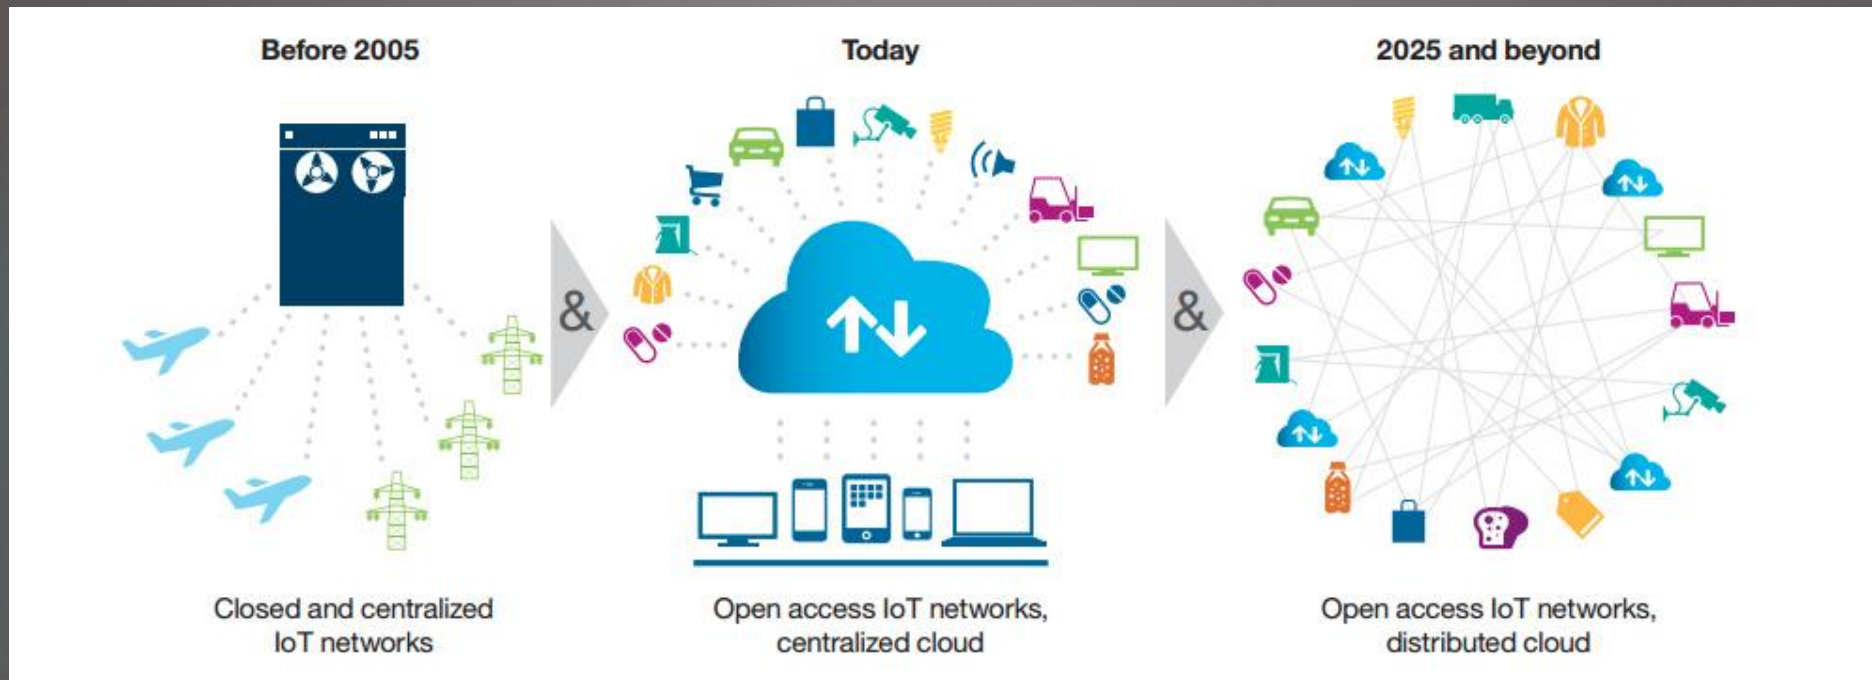 Before 2005
Today
2025 and beyond
&
&
Closed and centralized
IoT networks
Open access IoT networks,
centralized cloud
Open access IoT networks,
distributed cloud